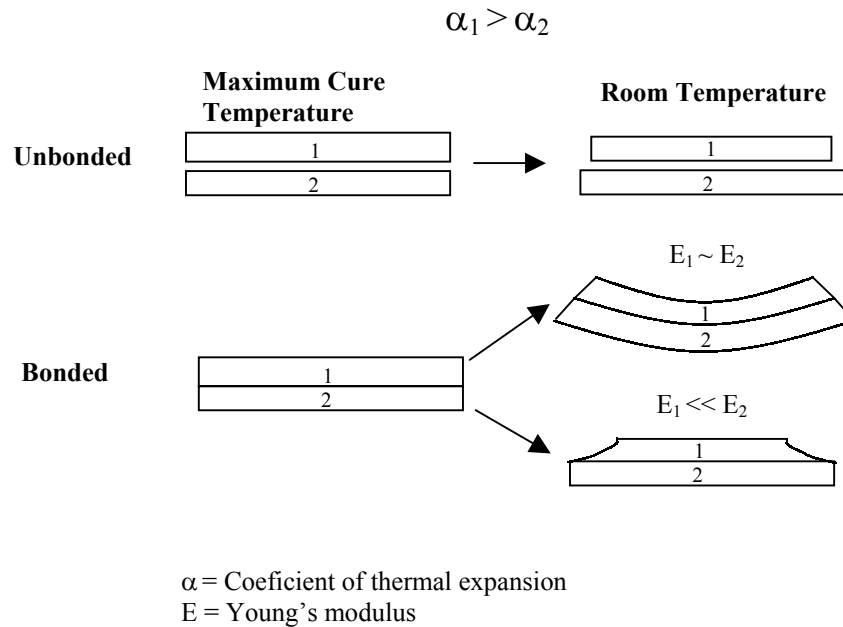 α₁ > α₂
Maximum Cure
Temperature
Room Temperature
Unbonded
1
2
1
2
E₁ ~ E₂
1
2
Bonded
1
2
E₁ << E₂
1
2
α = Coeficient of thermal expansion
E = Young’s modulus